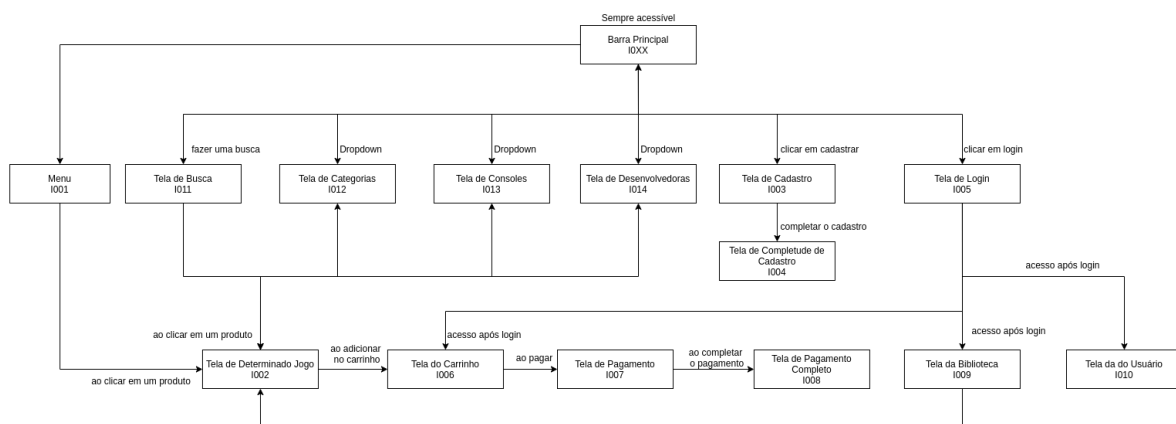 Sempre acessível
Barra Principal
I0XX
fazer uma busca
Dropdown
Dropdown
Dropdown
clicar em cadastrar
clicar em login
Menu
I001
Tela de Busca
I011
Tela de Categorias
I012
Tela de Consoles
I013
Tela de Desenvolvedoras
I014
Tela de Cadastro
I003
Tela de Login
I005
completar o cadastro
Tela de Completude de
Cadastro
I004
acesso após login
ao clicar em um produto
acesso após login
acesso após login
ao clicar em um produto
Tela de Determinado Jogo
I002
ao adicionar
no carrinho
Tela do Carrinho
I006
ao pagar
Tela de Pagamento
I007
ao completar
o pagamento
Tela de Pagamento
Completo
I008
Tela da Biblioteca
I009
Tela da do Usuário
I010